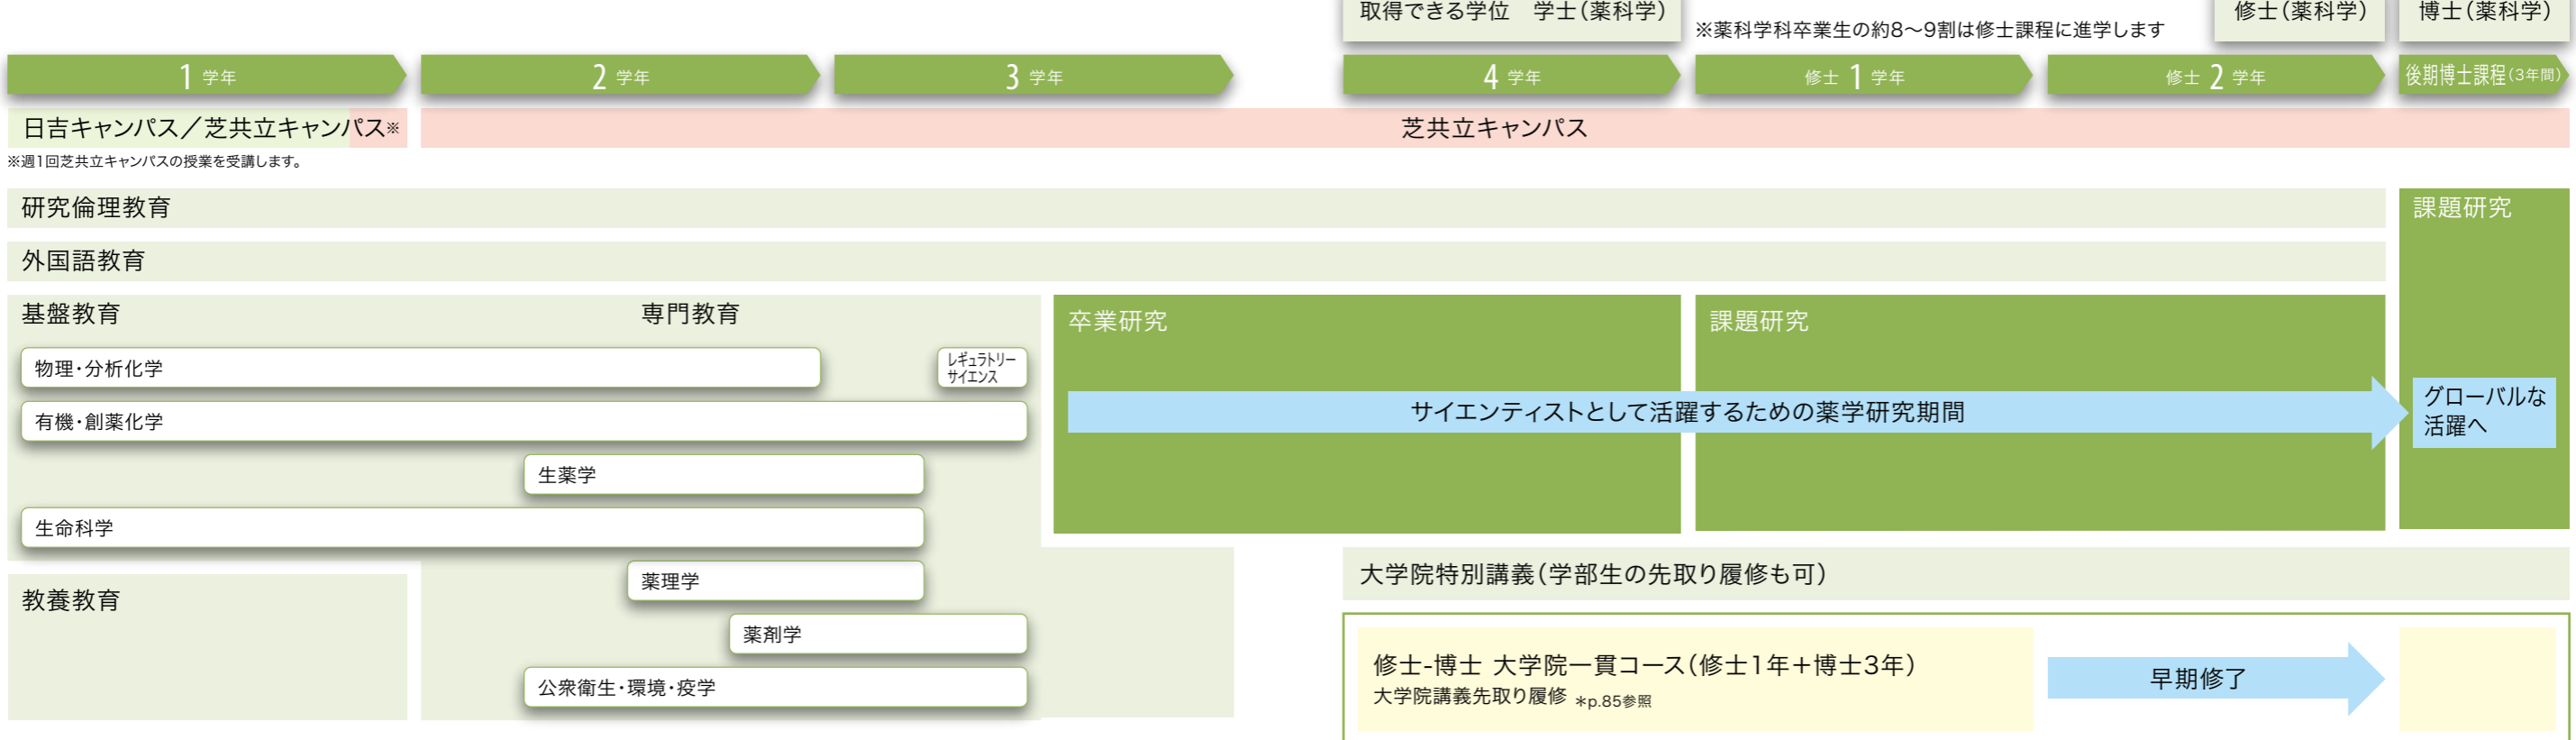 取得できる学位　学士（薬科学）
※薬科学科卒業生の約8〜9割は修士課程に進学します
修士（薬科学）
博士（薬科学）
1 学年
2 学年
3 学年
4 学年
修士 1 学年
修士 2 学年
後期博士課程（3年間）
日吉キャンパス／芝共立キャンパス※
芝共立キャンパス
※週1回芝共立キャンパスの授業を受講します。
研究倫理教育
外国語教育
課題研究
基盤教育
専門教育
卒業研究
課題研究
物理・分析化学
レギュラトリー
サイエンス
有機・創薬化学
サイエンティストとして活躍するための薬学研究期間
グローバルな
活躍へ
生薬学
生命科学
薬理学
教養教育
薬剤学
公衆衛生・環境・疫学
大学院特別講義（学部生の先取り履修も可）
修士-博士 大学院一貫コース（修士1年＋博士3年）
大学院講義先取り履修 ＊p.85参照
早期修了